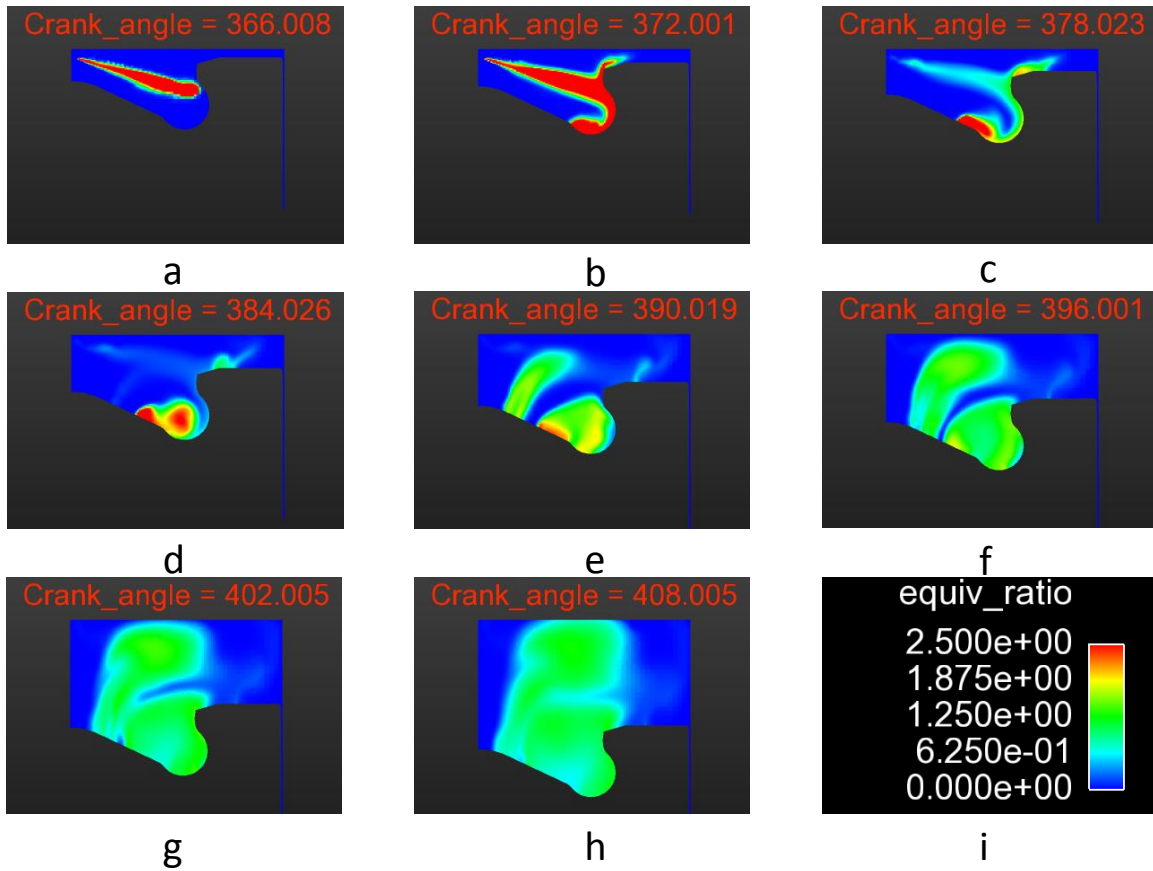 Crank_angle = 366.008
Crank_angle = 372.001
Crank_angle = 378.023
a
b
c
Crank_angle = 384.026
Crank_angle = 390.019
Crank_angle = 396.001
d
e
f
Crank_angle = 402.005
Crank_angle = 408.005
equiv_ratio
2.500e+00
1.875e+00
1.250e+00
6.250e-01
0.000e+00
g
h
i